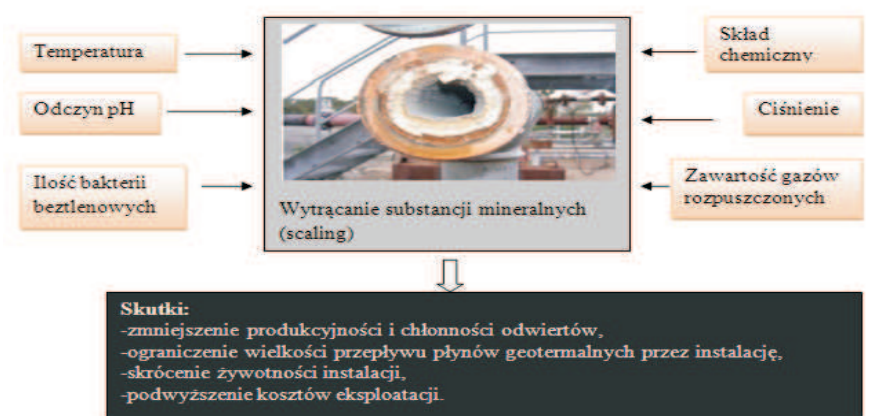 Temperatura
Odczyn pH
Ilość bakterii
beztlenowych
Wytrącanie substancji mineralnych
(scaling)
Skład
chemiczny
Ciśnienie
Zawartość gazów
rozpuszczonych
Skutki:
-zmniejszenie produkcyjności i chłonności odwiertów,
-ograniczenie wielkości przepływu płynów geotermalnych przez instalację,
-skrócenie żywotności instalacji,
-podwyższenie kosztów eksploatacji.